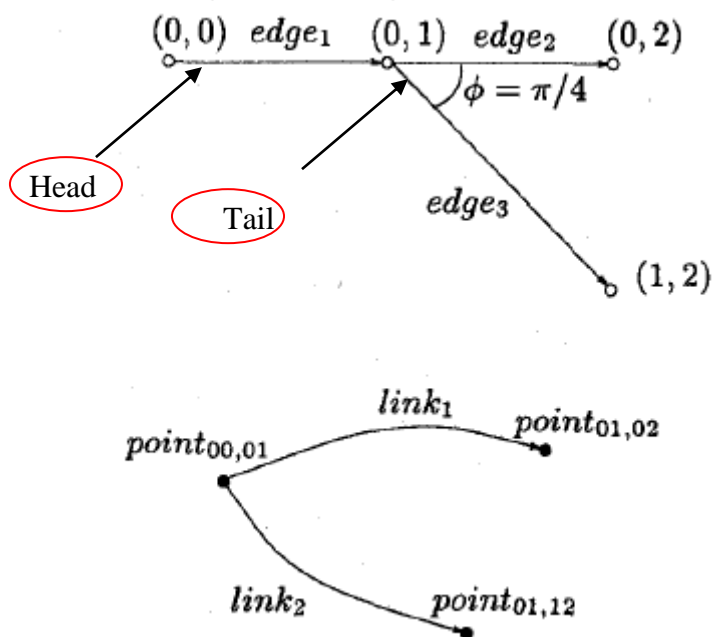 (0, 0) edge₁ (0, 1) edge₂ (0, 2)
ϕ = π/4
Head
Tail
edge₃
(1, 2)
link₁
point₀₁,₀₂
point₀₀,₀₁
link₂
point₀₁,₁₂